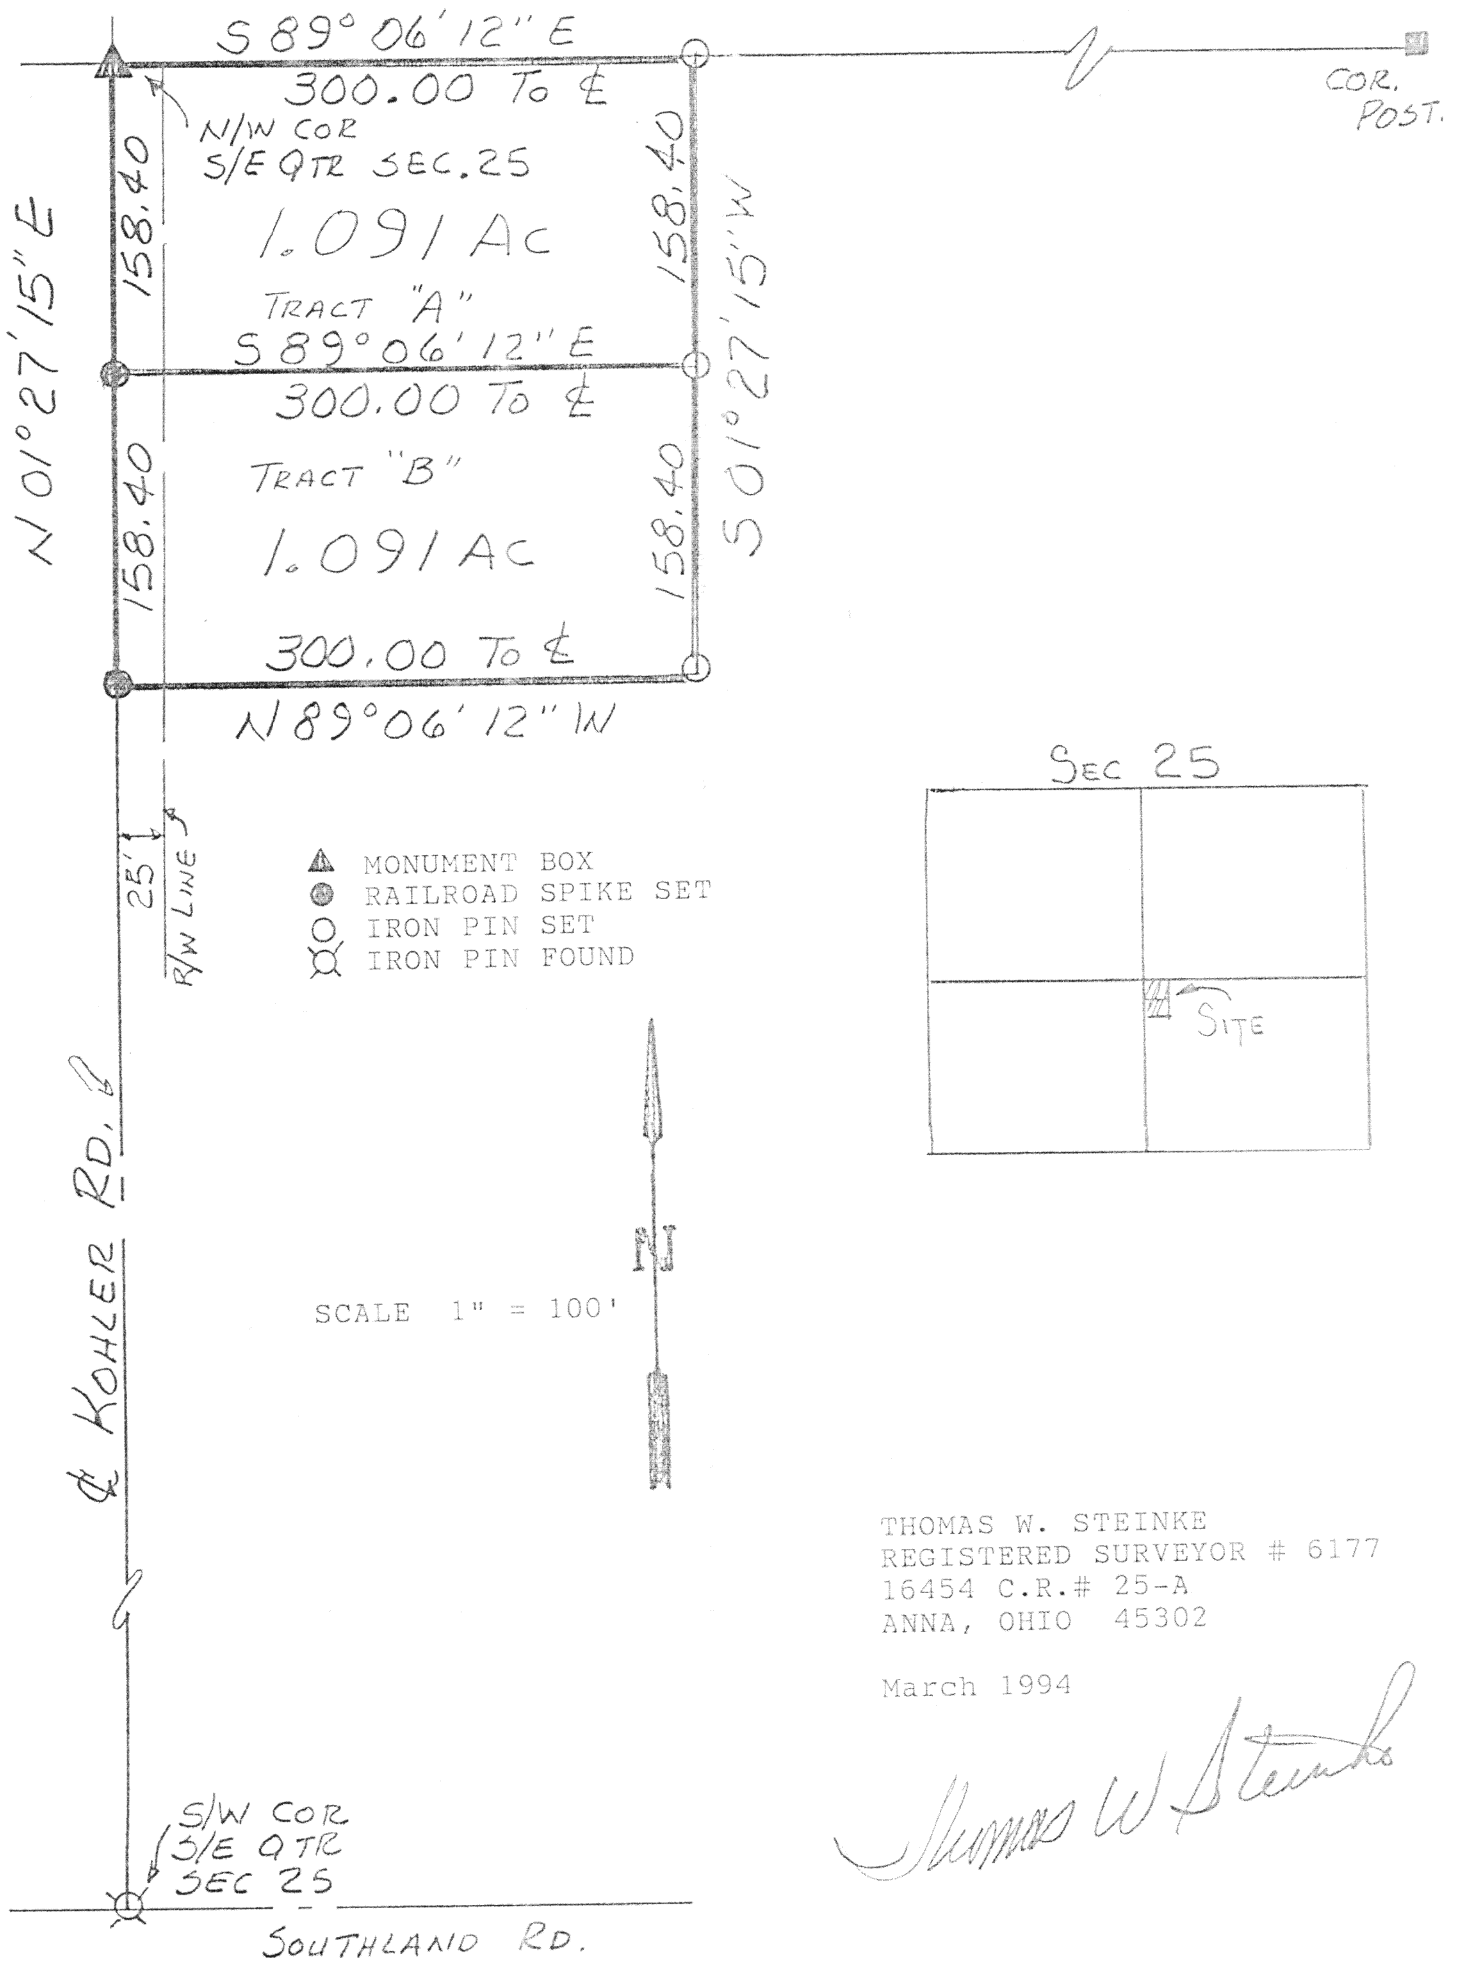 S 89° 06' 12" E
300.00 To ℄
COR.
POST.
N/W COR
S/E QTR SEC.25
158.40
158.40
N 01° 27' 15" E
S 01° 27' 15" W
1.091 AC
TRACT "A"
S 89° 06' 12" E
300.00 To ℄
TRACT "B"
158.40
158.40
1.091 AC
300.00 To ℄
N 89° 06' 12" W
25'
R/W LINE
MONUMENT BOX
RAILROAD SPIKE SET
IRON PIN SET
IRON PIN FOUND
SEC 25
SITE
N
SCALE 1" = 100'
℄ KOHLER RD.
THOMAS W. STEINKE
REGISTERED SURVEYOR # 6177
16454 C.R.# 25-A
ANNA, OHIO 45302
March 1994
Thomas W Steinke
S/W COR
S/E QTR
SEC 25
SOUTHLAND RD.